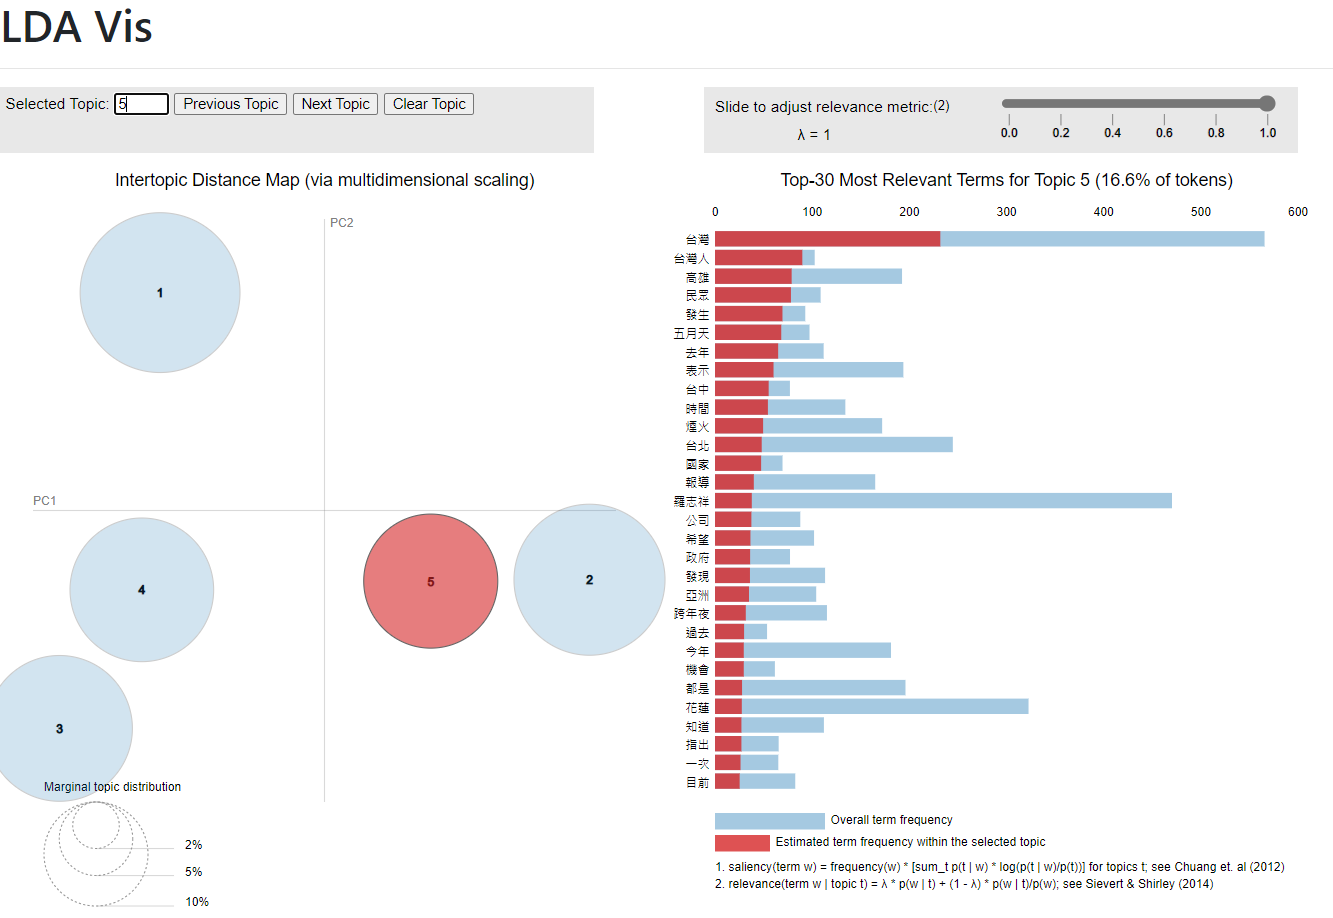 LDA Vis
Selected Topic: 5 Previous Topic Next Topic Clear Topic
Slide to adjust relevance metric:(2)
λ = 1
0.0 0.2 0.4 0.6 0.8 1.0
Intertopic Distance Map (via multidimensional scaling)
PC2
PC1
1
4
5
2
3
Marginal topic distribution
2%
5%
10%
Top-30 Most Relevant Terms for Topic 5 (16.6% of tokens)
0 100 200 300 400 500 600
台灣
台灣人
高雄
民眾
發生
五月天
去年
表示
台中
時間
煙火
台北
國家
報導
羅志祥
公司
希望
政府
發現
亞洲
跨年夜
過去
今年
機會
都是
花蓮
知道
指出
一次
目前
Overall term frequency
Estimated term frequency within the selected topic
1. saliency(term w) = frequency(w) * [sum_t p(t | w) * log(p(t | w)/p(t))] for topics t; see Chuang et. al (2012)
2. relevance(term w | topic t) = λ * p(w | t) + (1 - λ) * p(w | t)/p(w); see Sievert & Shirley (2014)